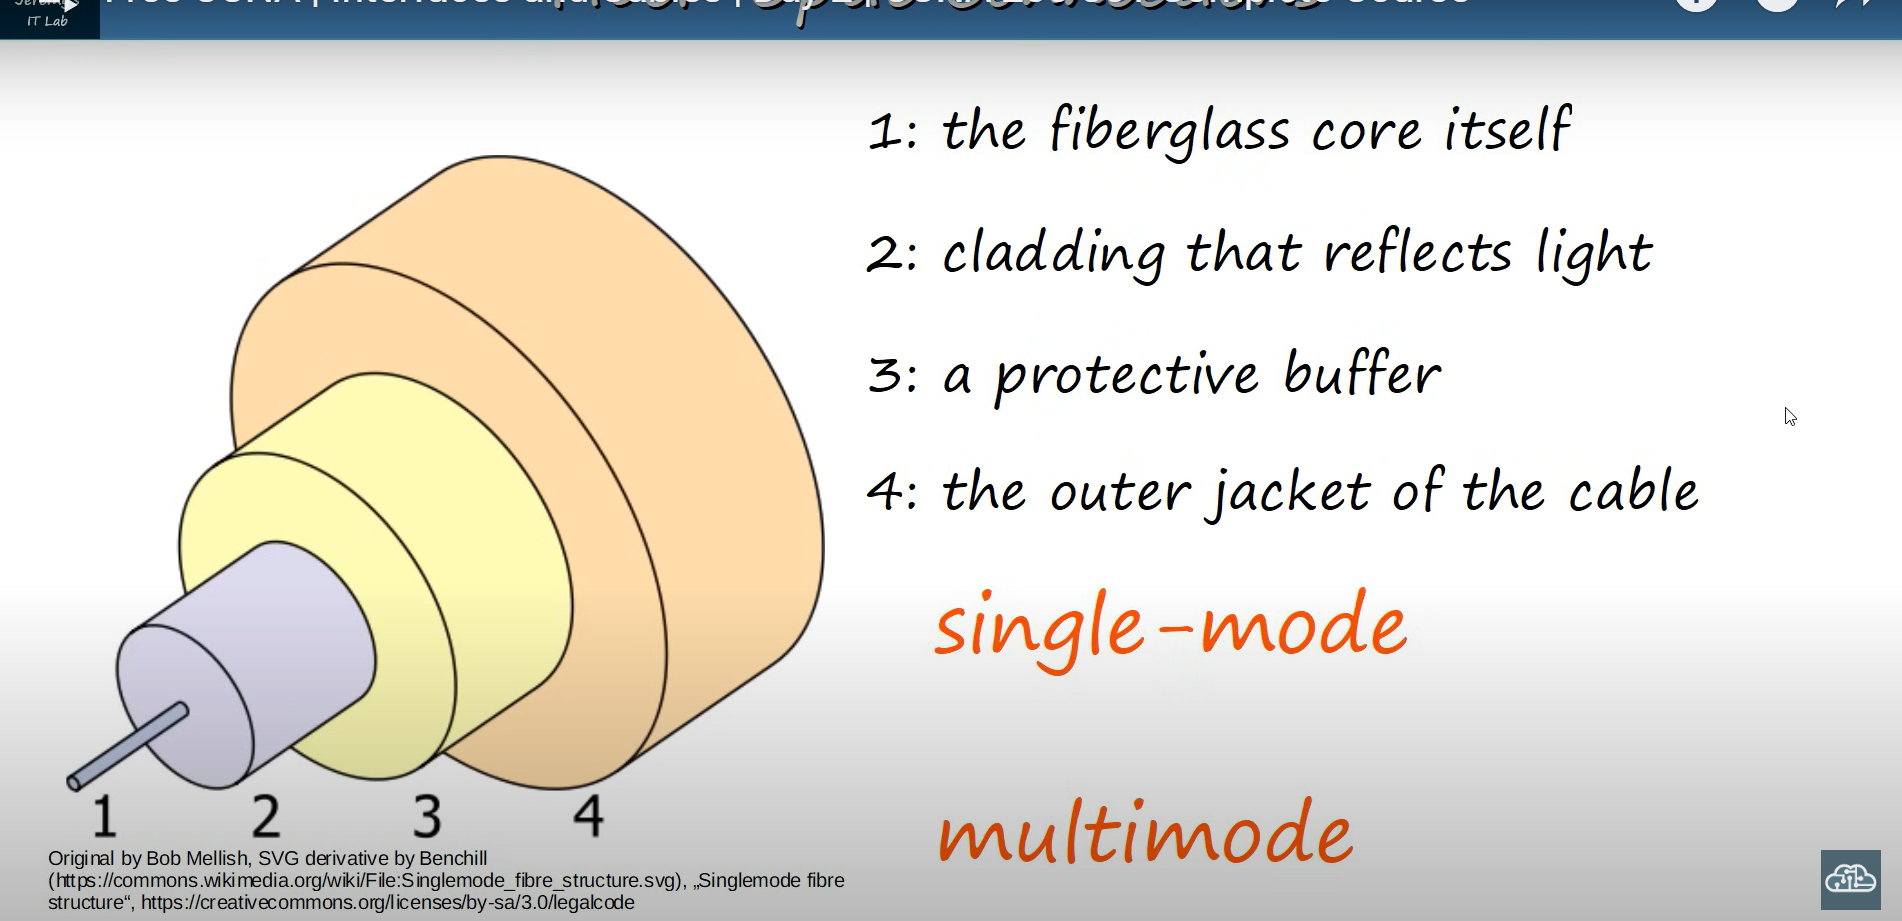 IT Lab
1: the fiberglass core itself
2: cladding that reflects light
3: a protective buffer
4: the outer jacket of the cable
single-mode
multimode
1 2 3 4
Original by Bob Mellish, SVG derivative by Benchill
(https://commons.wikimedia.org/wiki/File:Singlemode_fibre_structure.svg), „Singlemode fibre
structure“, https://creativecommons.org/licenses/by-sa/3.0/legalcode